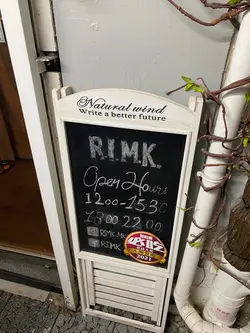 Natural wind
Write a better future
R.I.M.K.
Open Hours
12:00-15:30
18:00 22:00
RIMK
2021